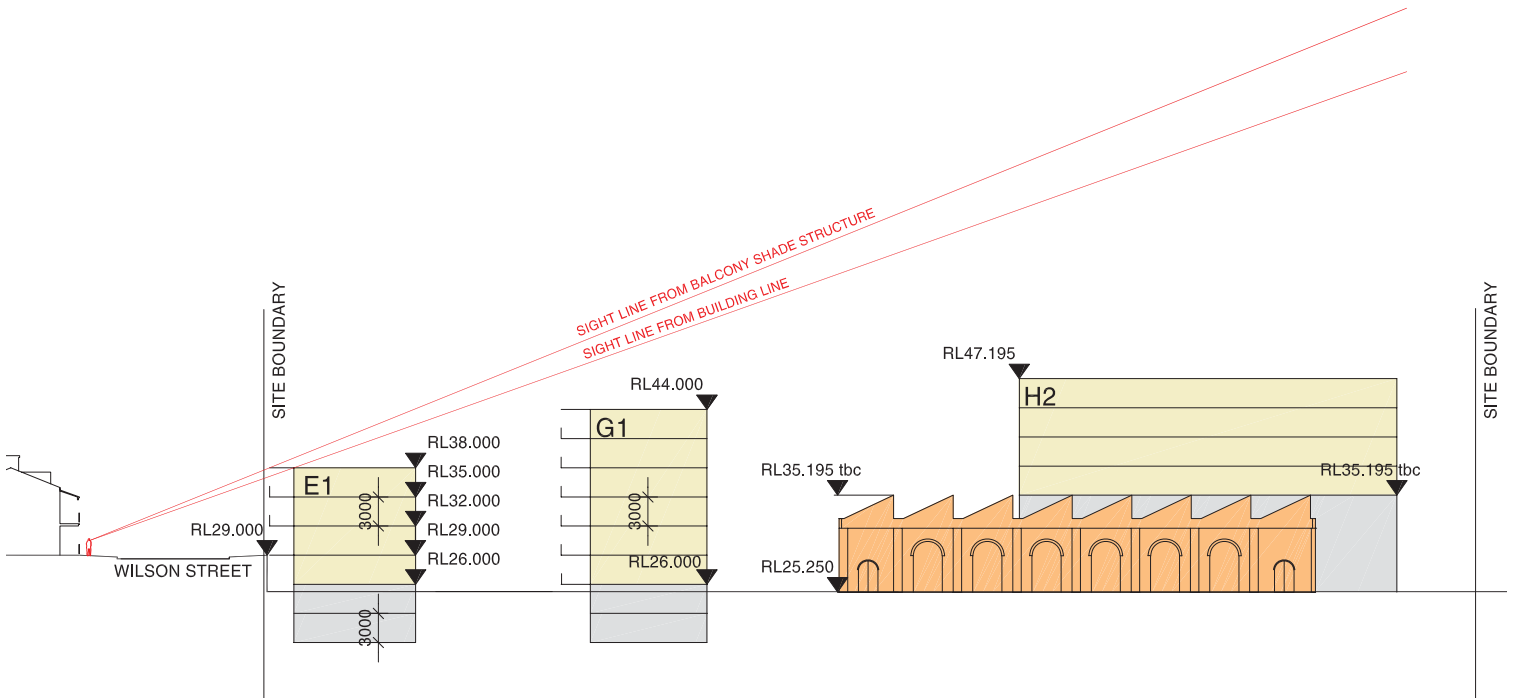 SIGHT LINE FROM BALCONY SHADE STRUCTURE
SIGHT LINE FROM BUILDING LINE
SITE BOUNDARY
SITE BOUNDARY
RL47.195
RL44.000
H2
G1
RL38.000
RL35.000
RL32.000
RL29.000
RL26.000
E1
3000
3000
3000
RL35.195 tbc
RL35.195 tbc
RL29.000
WILSON STREET
RL26.000
RL25.250